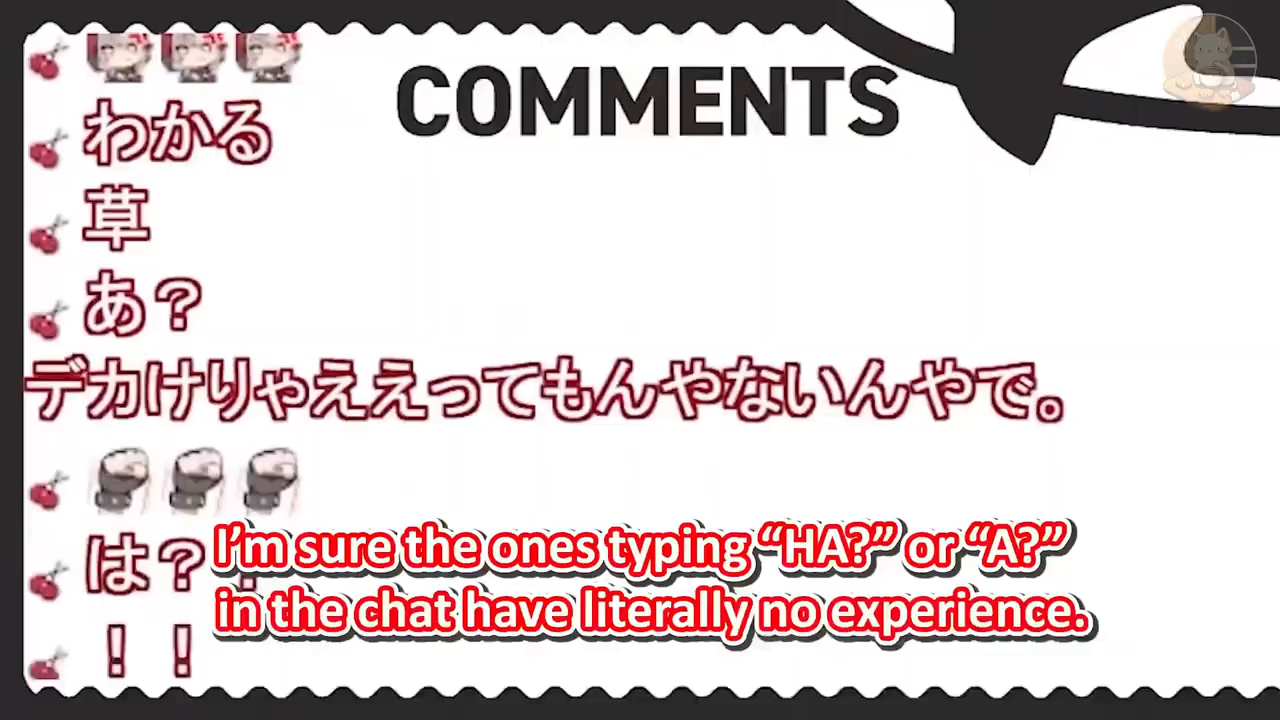 COMMENTS
わかる
草
あ？
デカけりゃええってもんやないんやで。
は？
！！
I'm sure the ones typing “HA?” or “A?”
in the chat have literally no experience.